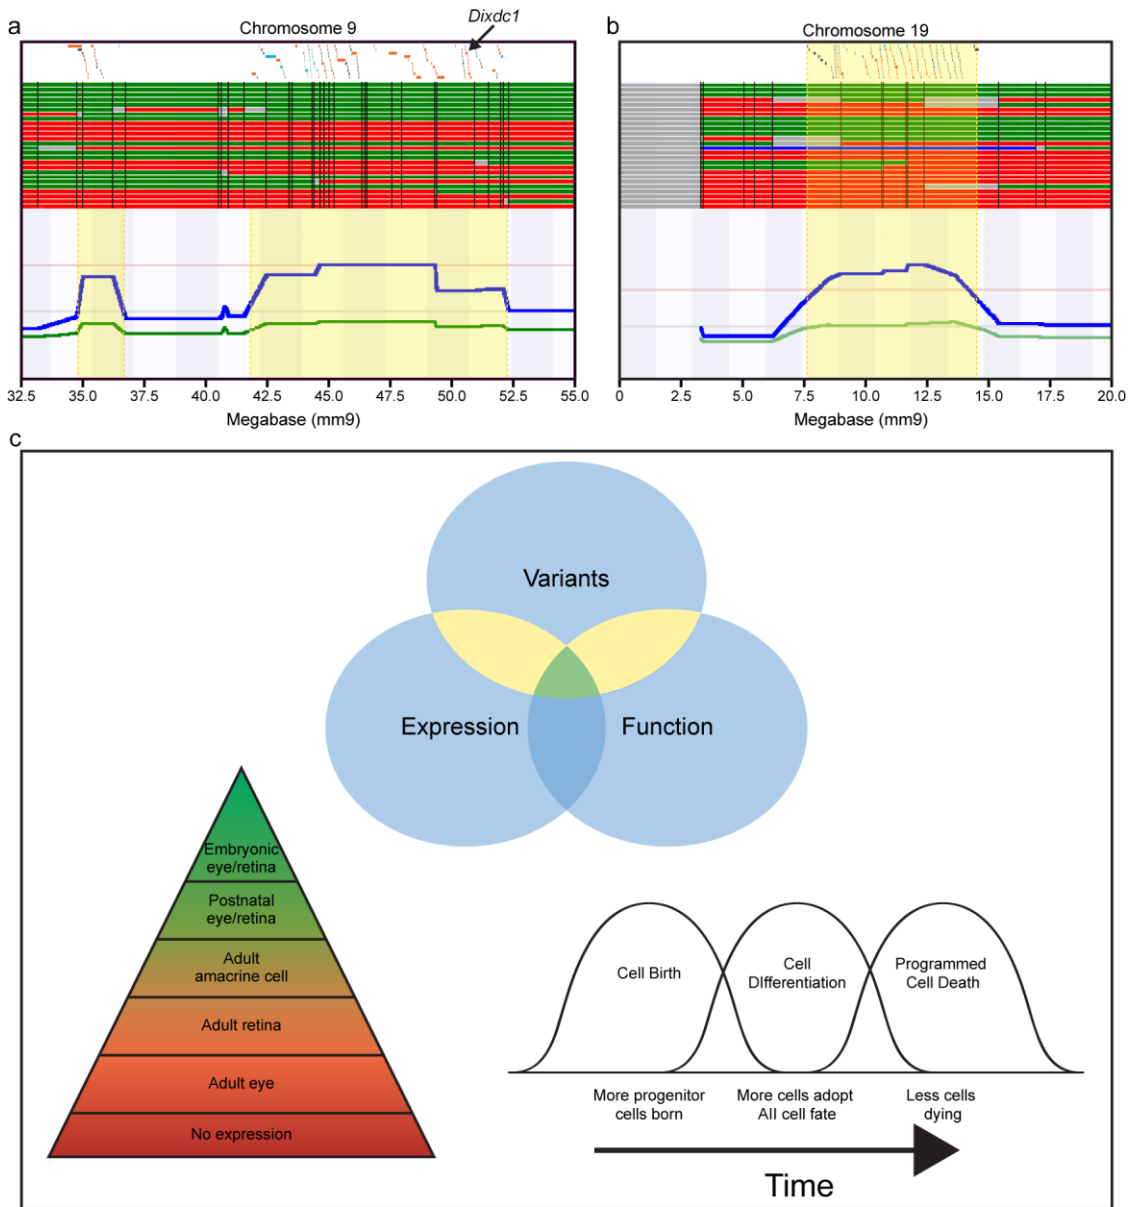 a
Chromosome 9
Dixdc1
32.5 35.0 37.5 40.0 42.5 45.0 47.5 50.0 52.5 55.0
Megabase (mm9)
b
Chromosome 19
0 2.5 5.0 7.5 10.0 12.5 15.0 17.5 20.0
Megabase (mm9)
c
Variants
Expression
Function
Embryonic
eye/retina
Postnatal
eye/retina
Adult
amacrine cell
Adult retina
Adult eye
No expression
Cell Birth
Cell
DIfferentiation
Programmed
Cell Death
More progenitor
cells born
More cells adopt
AII cell fate
Less cells
dying
Time